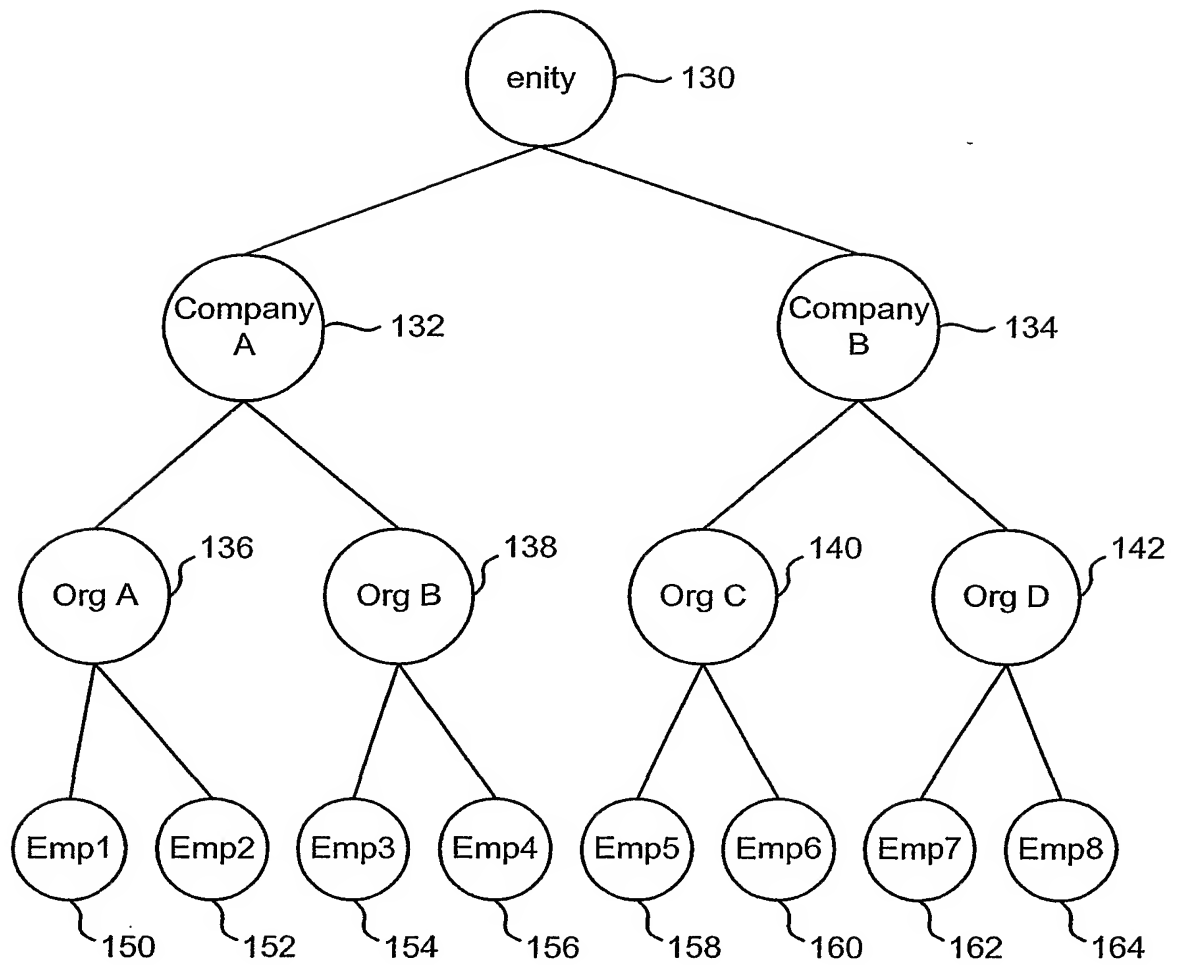 enity
130
Company
A
132
Company
B
134
Org A
136
Org B
138
Org C
140
Org D
142
Emp1
Emp2
Emp3
Emp4
Emp5
Emp6
Emp7
Emp8
150
152
154
156
158
160
162
164